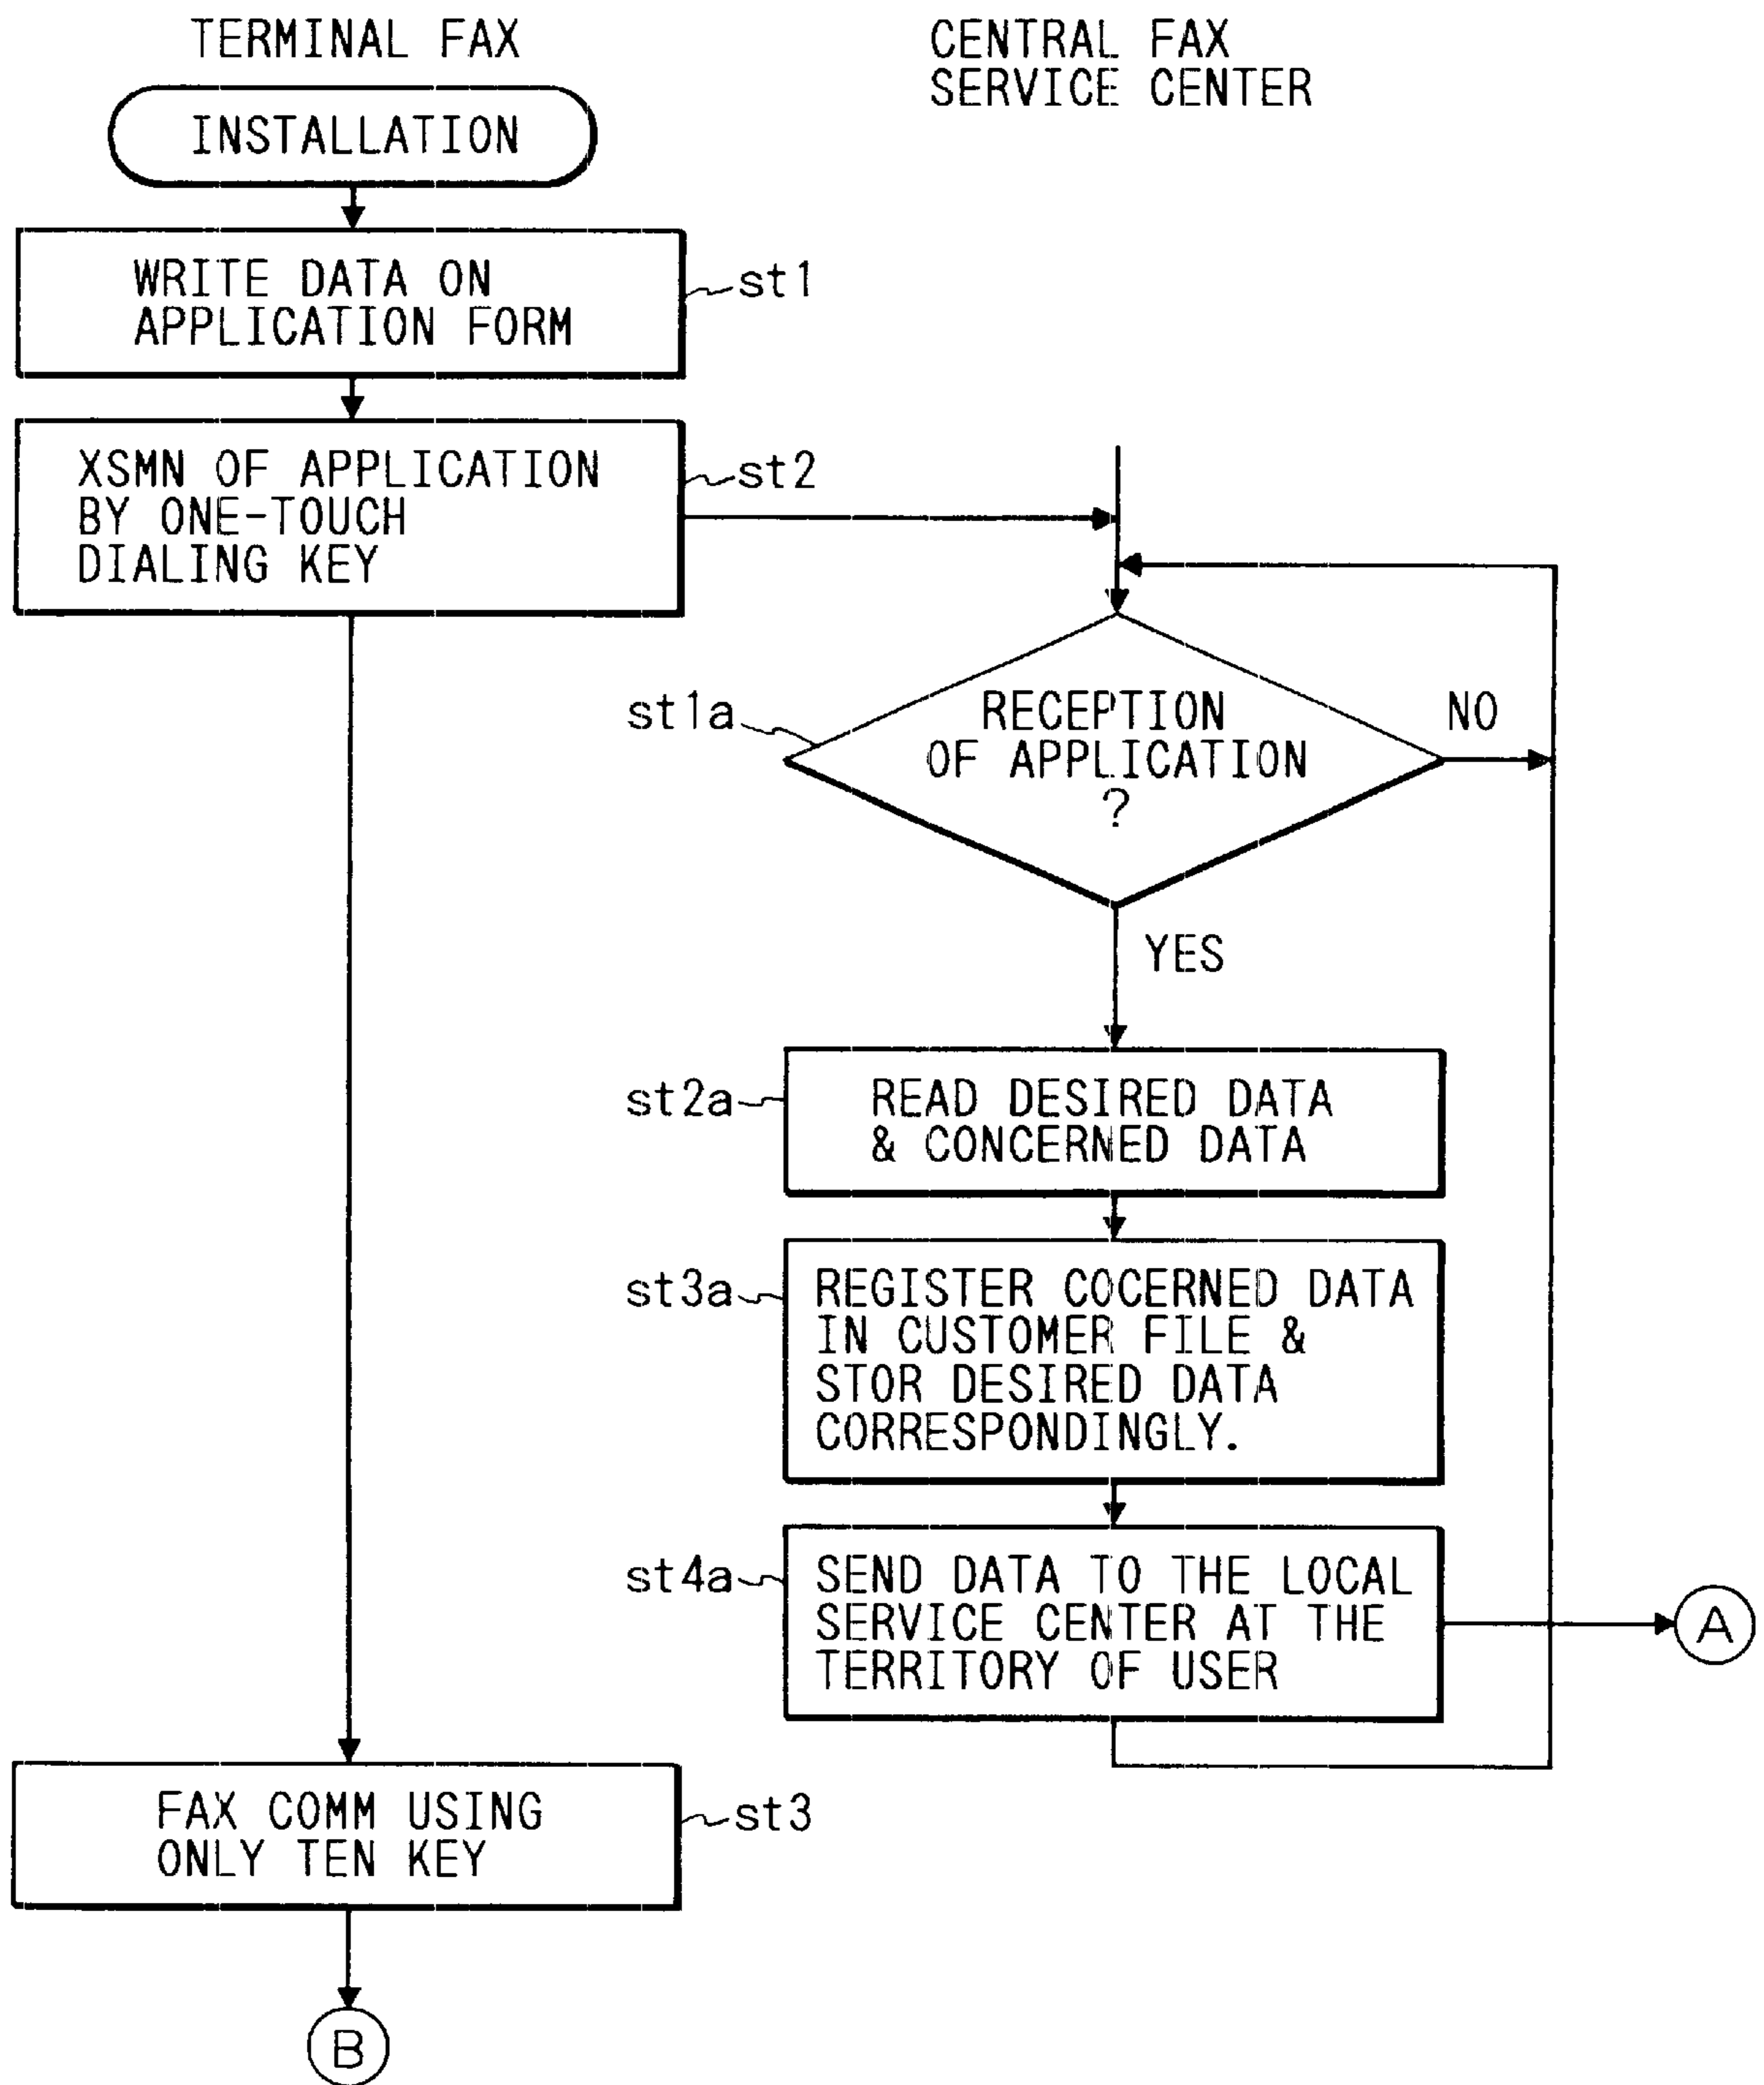 TERMINAL FAX
CENTRAL FAX
SERVICE CENTER
INSTALLATION
WRITE DATA ON
APPLICATION FORM
st1
XSMN OF APPLICATION
BY ONE-TOUCH
DIALING KEY
st2
st1a
RECEPTION
OF APPLICATION
?
NO
YES
st2a
READ DESIRED DATA
& CONCERNED DATA
st3a
REGISTER COCERNED DATA
IN CUSTOMER FILE &
STOR DESIRED DATA
CORRESPONDINGLY.
st4a
SEND DATA TO THE LOCAL
SERVICE CENTER AT THE
TERRITORY OF USER
A
FAX COMM USING
ONLY TEN KEY
st3
B